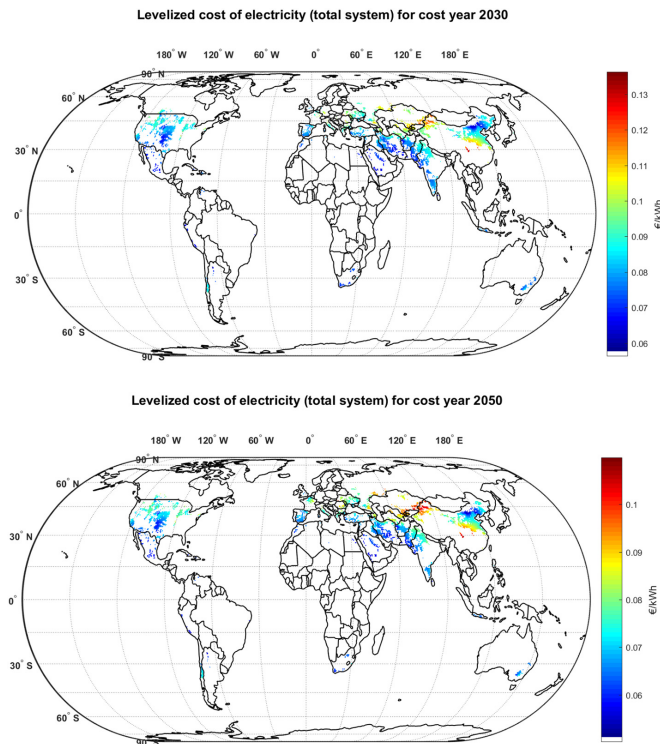 Levelized cost of electricity (total system) for cost year 2030
180° W 120° W 60° W 0° 60° E 120° E 180° E
90° N
60° N
30° N
0°
30° S
60° S
90° S
0.13
0.12
0.11
0.1
0.09
0.08
0.07
0.06
€/kWh
Levelized cost of electricity (total system) for cost year 2050
180° W 120° W 60° W 0° 60° E 120° E 180° E
90° N
60° N
30° N
0°
30° S
60° S
90° S
0.1
0.09
0.08
0.07
0.06
€/kWh